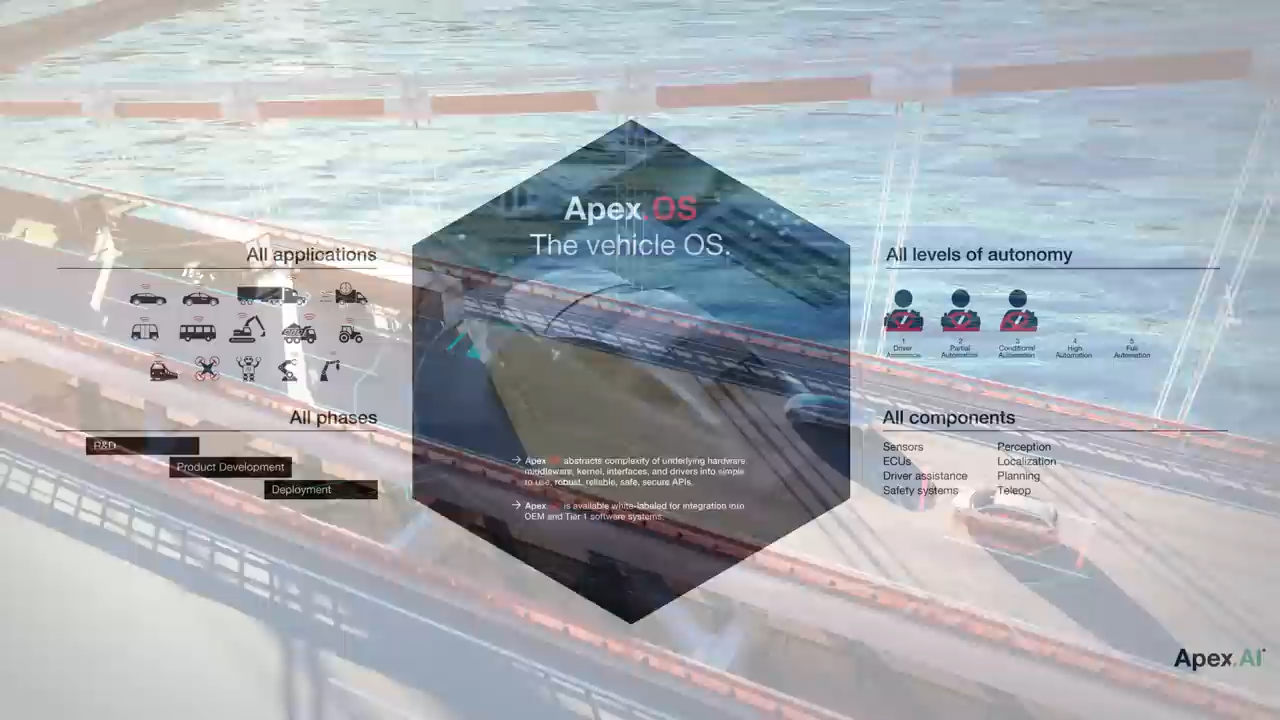 Apex.OS
The vehicle OS.
All applications
All phases
R&D
Product Development
Deployment
→ Apex.OS abstracts complexity of underlying hardware
middleware, kernel, interfaces, and drivers into simple
to use, robust, reliable, safe, secure APIs.
→ Apex.OS is available white-labeled for integration into
OEM and Tier 1 software systems.
All levels of autonomy
1 2 3 4 5
Driver Partial Conditional High Full
Assistance Automation Automation Automation Automation
All components
Sensors Perception
ECUs Localization
Driver assistance Planning
Safety systems Teleop
Apex.AI